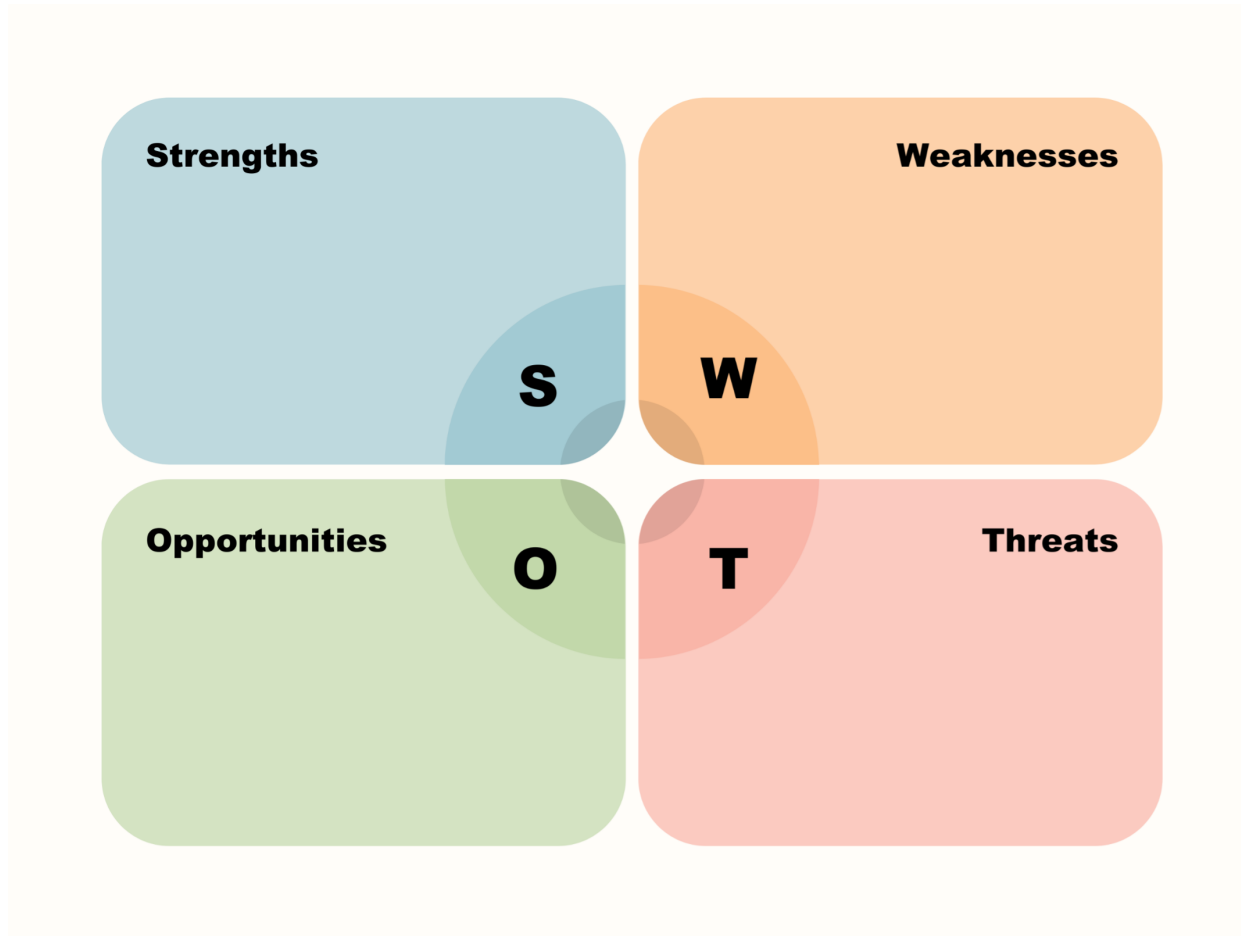 Strengths
Weaknesses
S
W
Opportunities
Threats
O
T